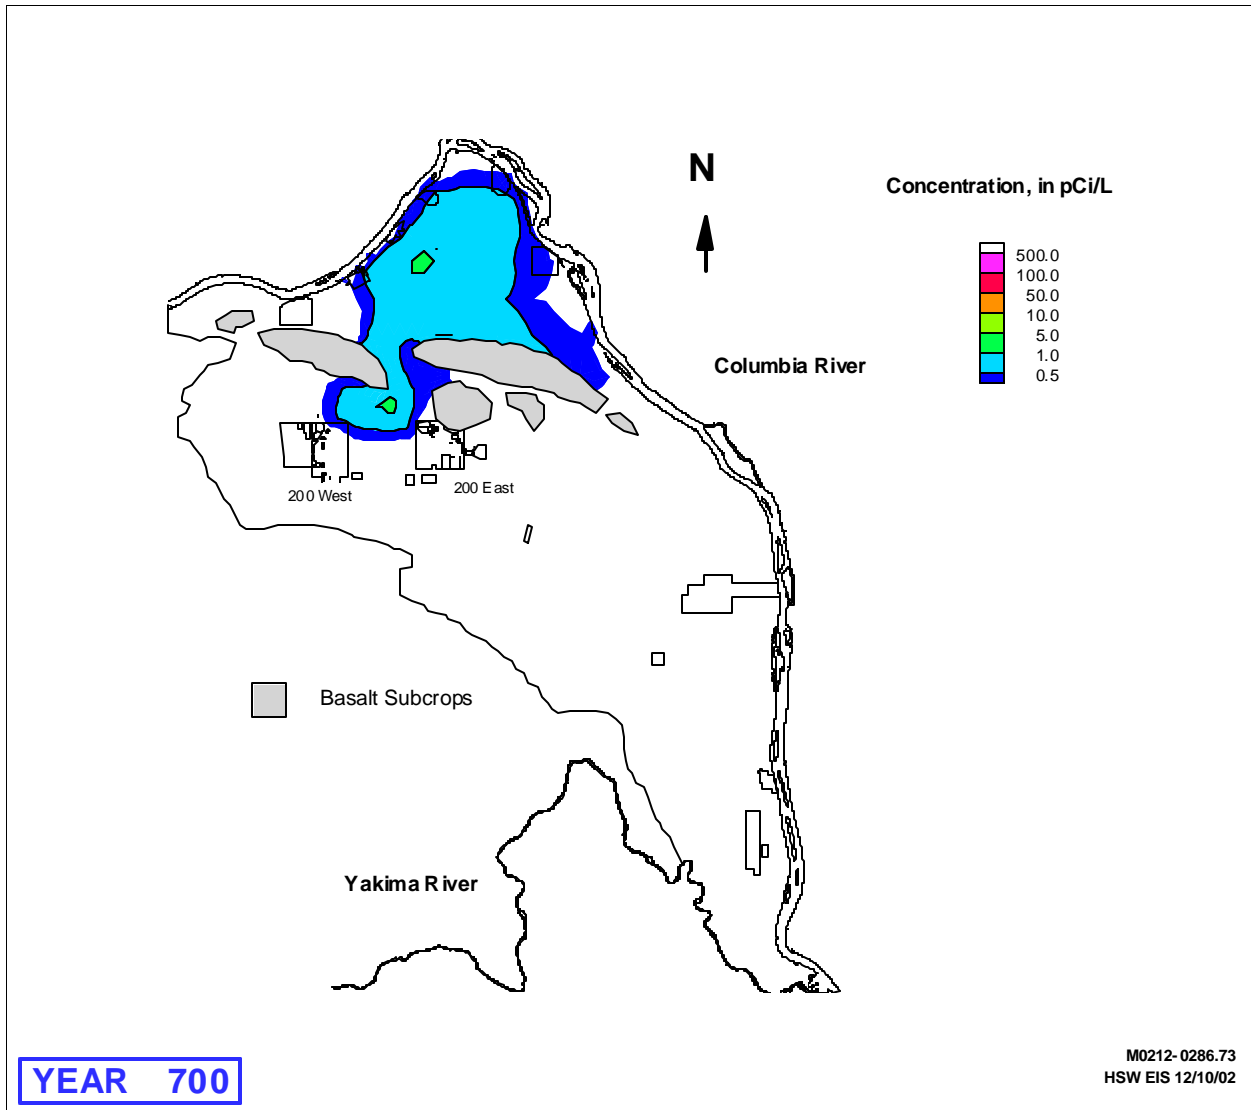 N
Concentration, in pCi/L
500.0
100.0
50.0
10.0
5.0
1.0
0.5
Columbia River
200 West
200 East
Basalt Subcrops
Yakima River
YEAR 700
M0212-0286.73
HSW EIS 12/10/02